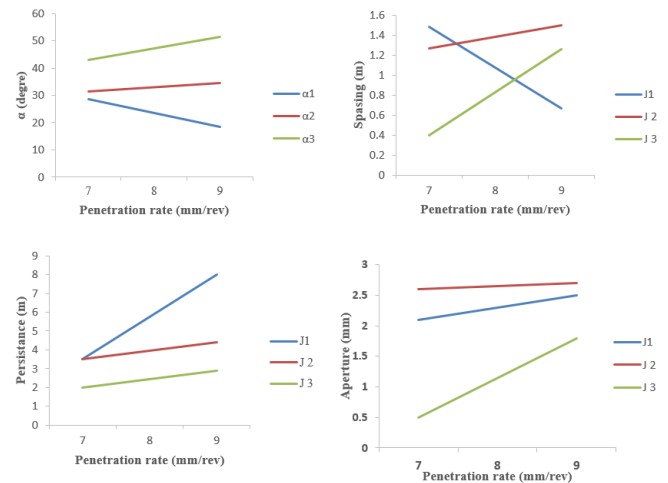 60
50
40
30
20
10
0
α (degre)
7 8 9
Penetration rate (mm/rev)
α1
α2
α3
1.6
1.4
1.2
1
0.8
0.6
0.4
0.2
0
Spasing (m)
7 8 9
Penetration rate (mm/rev)
J1
J 2
J 3
9
8
7
6
5
4
3
2
1
0
Persistance (m)
7 8 9
Penetration rate (mm/rev)
J1
J 2
J 3
3
2.5
2
1.5
1
0.5
0
Aperture (mm)
7 8 9
Penetration rate (mm/rev)
J1
J 2
J 3